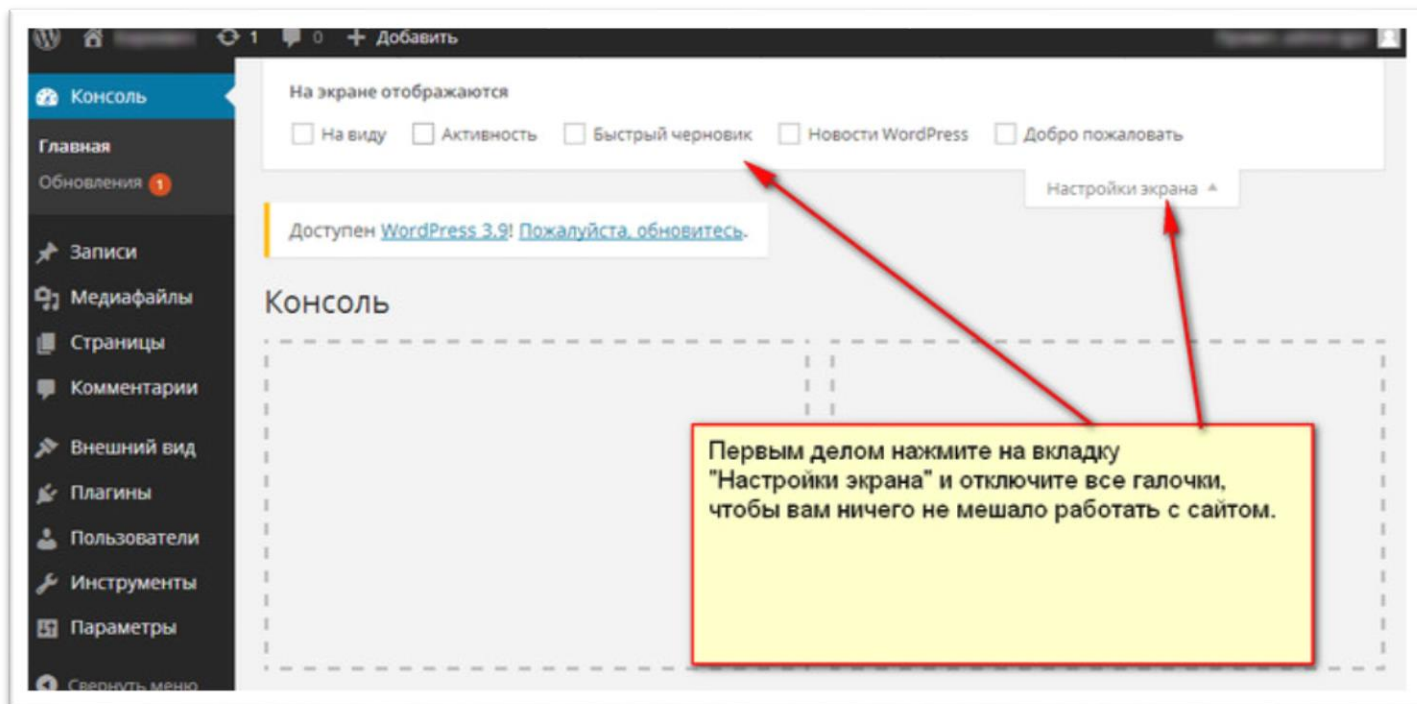 1 0 + Добавить
Консоль
Главная
Обновления 1
Записи
Медиафайлы
Страницы
Комментарии
Внешний вид
Плагины
Пользователи
Инструменты
Параметры
Свернуть меню
На экране отображаются
На виду Активность Быстрый черновик Новости WordPress Добро пожаловать
Настройки экрана
Доступен WordPress 3.9! Пожалуйста, обновитесь.
Консоль
Первым делом нажмите на вкладку
"Настройки экрана" и отключите все галочки,
чтобы вам ничего не мешало работать с сайтом.